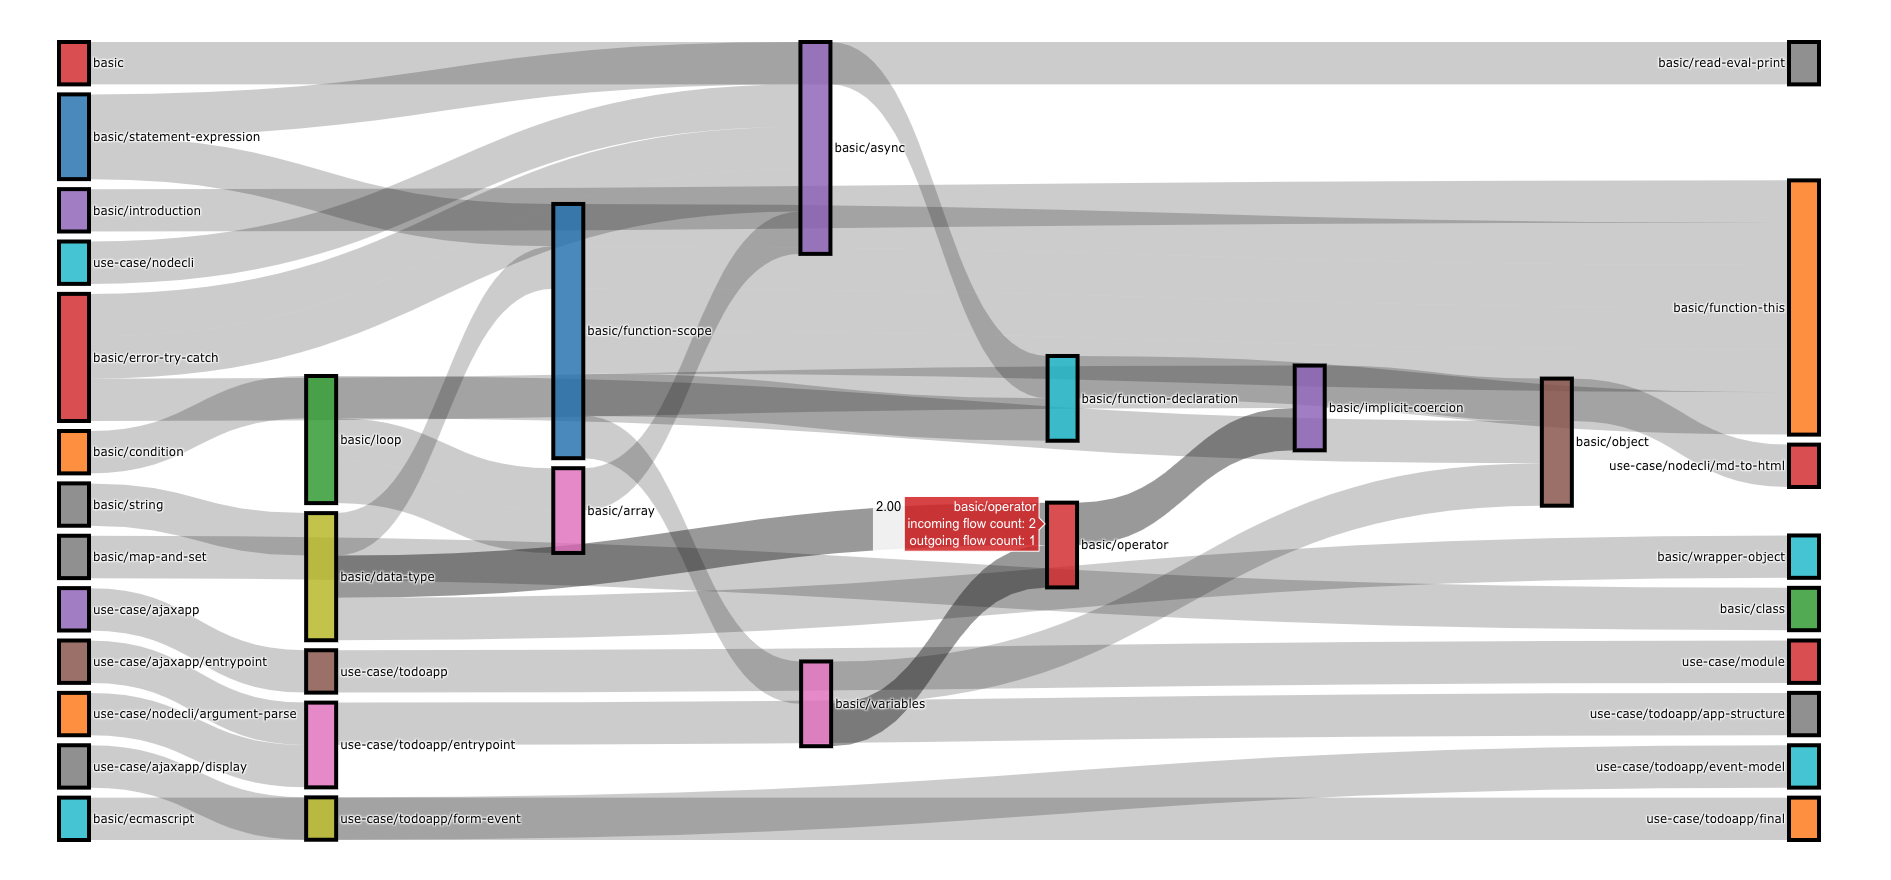 basic
basic/statement-expression
basic/introduction
use-case/nodecli
basic/error-try-catch
basic/condition
basic/string
basic/map-and-set
use-case/ajaxapp
use-case/ajaxapp/entrypoint
use-case/nodecli/argument-parse
use-case/ajaxapp/display
basic/ecmascript
basic/loop
basic/data-type
use-case/todoapp
use-case/todoapp/entrypoint
use-case/todoapp/form-event
basic/function-scope
basic/array
basic/async
basic/variables
2.00
basic/operator
incoming flow count: 2
outgoing flow count: 1
basic/function-declaration
basic/operator
basic/implicit-coercion
basic/object
basic/read-eval-print
basic/function-this
use-case/nodecli/md-to-html
basic/wrapper-object
basic/class
use-case/module
use-case/todoapp/app-structure
use-case/todoapp/event-model
use-case/todoapp/final